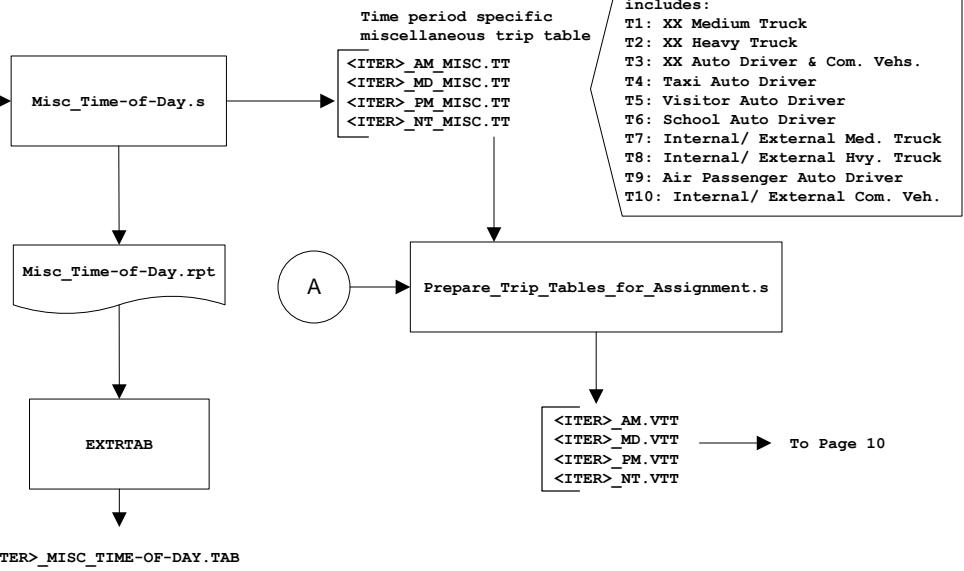 Time period specific
miscellaneous trip table
<ITER>_AM_MISC.TT
<ITER>_MD_MISC.TT
<ITER>_PM_MISC.TT
<ITER>_NT_MISC.TT
includes:
T1: XX Medium Truck
T2: XX Heavy Truck
T3: XX Auto Driver & Com. Vehs.
T4: Taxi Auto Driver
T5: Visitor Auto Driver
T6: School Auto Driver
T7: Internal/ External Med. Truck
T8: Internal/ External Hvy. Truck
T9: Air Passenger Auto Driver
T10: Internal/ External Com. Veh.
Misc_Time-of-Day.s
Misc_Time-of-Day.rpt
A
Prepare_Trip_Tables_for_Assignment.s
EXTRTAB
<ITER>_AM.VTT
<ITER>_MD.VTT
<ITER>_PM.VTT
<ITER>_NT.VTT
To Page 10
TER>_MISC_TIME-OF-DAY.TAB